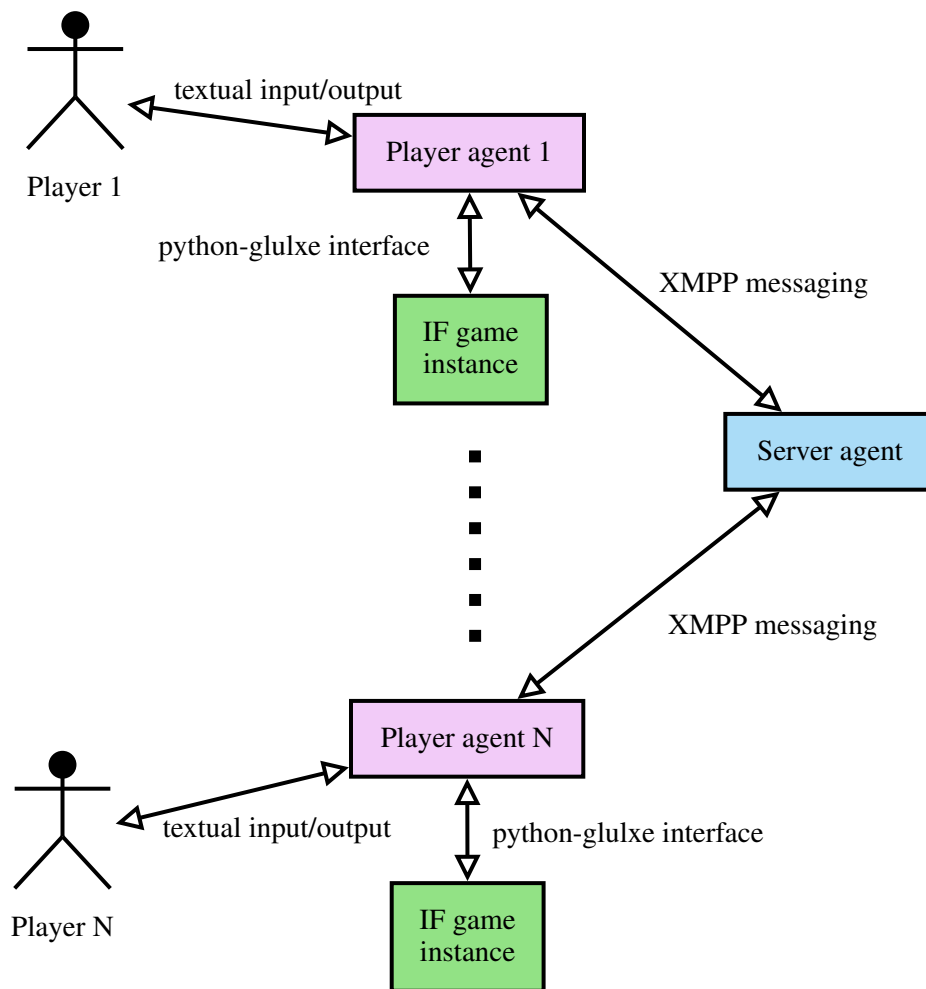 textual input/output
Player agent 1
Player 1
python-glulxe interface
XMPP messaging
IF game
instance
Server agent
XMPP messaging
Player agent N
textual input/output
python-glulxe interface
Player N
IF game
instance